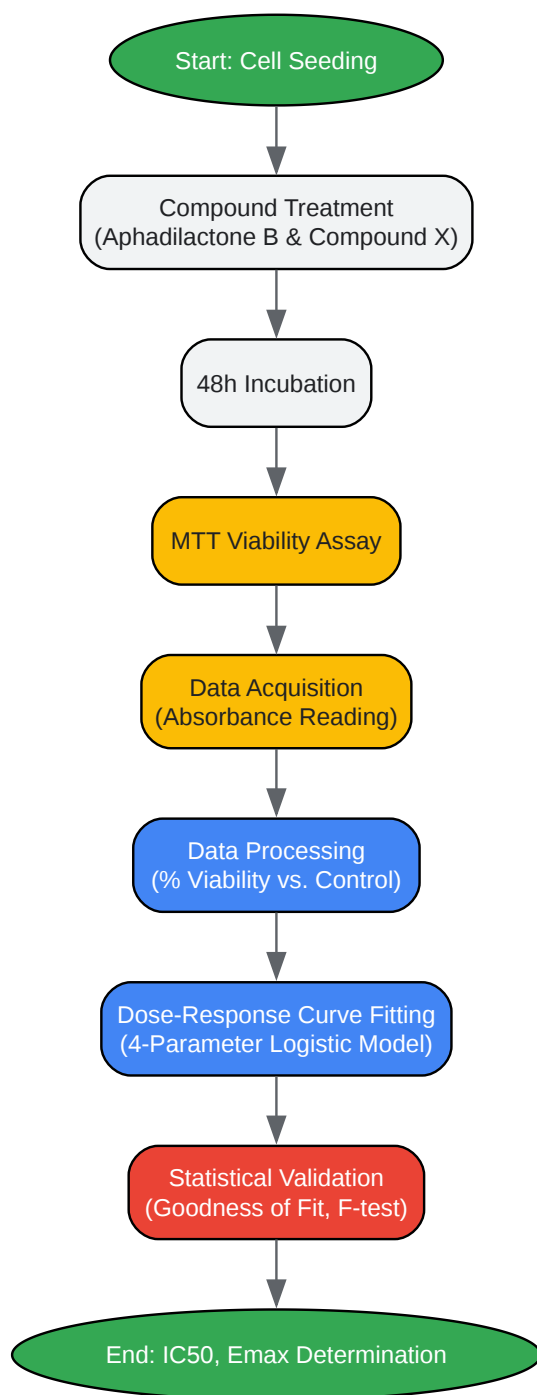 Start: Cell Seeding
Compound Treatment
(Aphadilactone B & Compound X)
48h Incubation
MTT Viability Assay
Data Acquisition
(Absorbance Reading)
Data Processing
(% Viability vs. Control)
Dose-Response Curve Fitting
(4-Parameter Logistic Model)
Statistical Validation
(Goodness of Fit, F-test)
End: IC50, Emax Determination